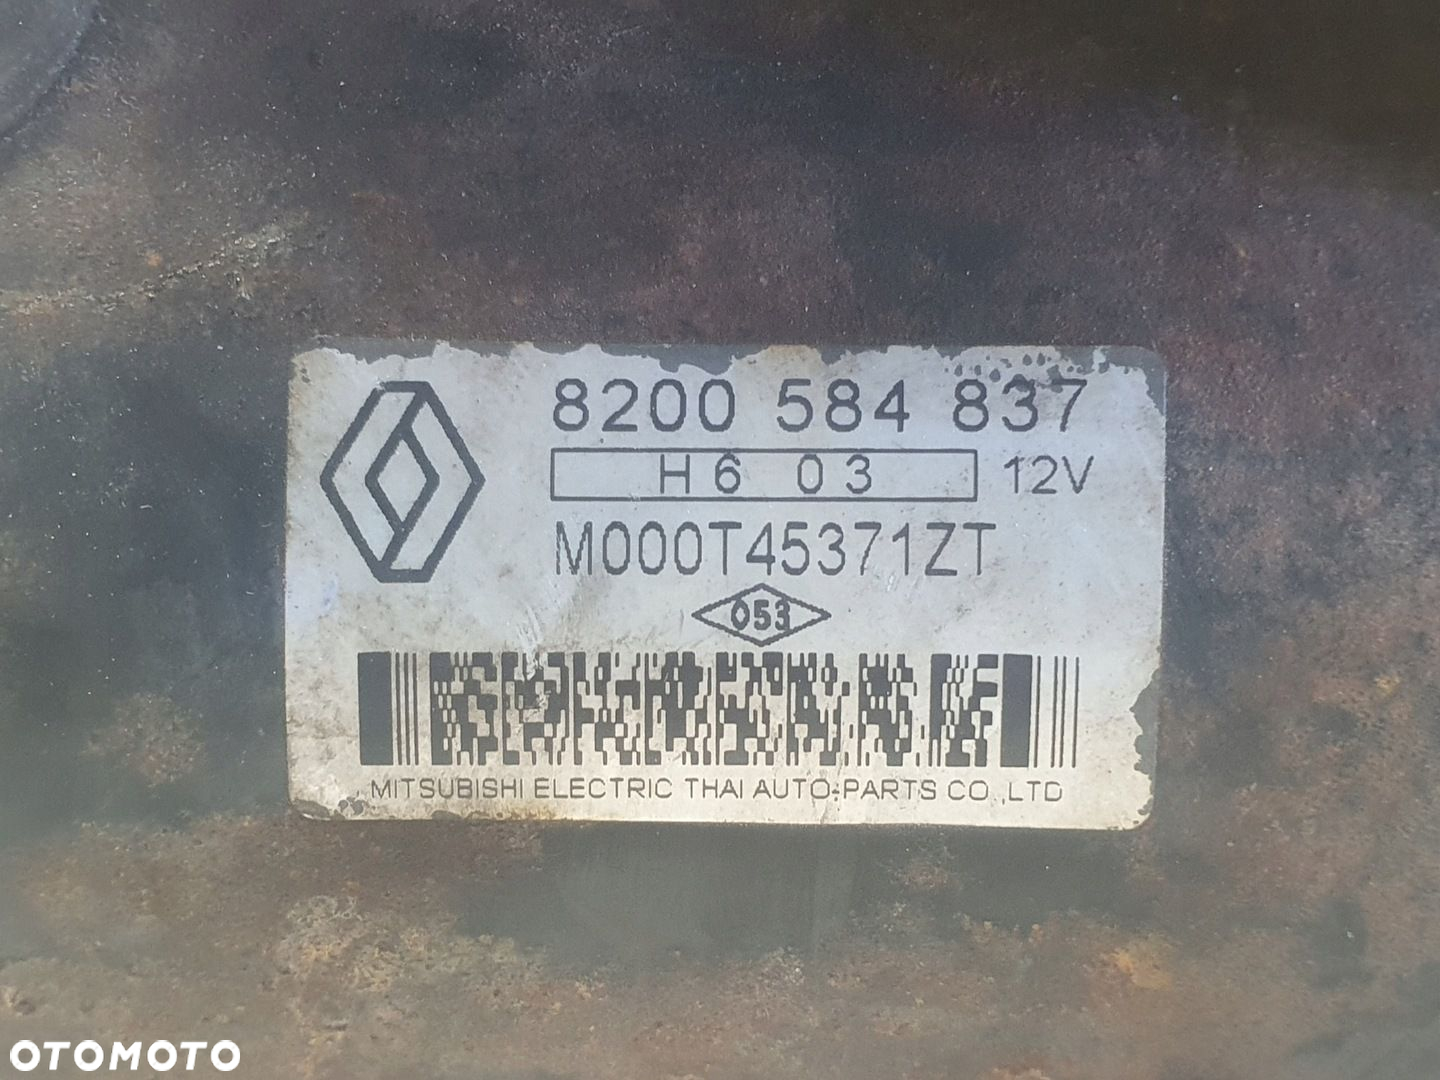 8200 584 837
H6 03 12V
M000T45371ZT
053
MITSUBISHI ELECTRIC THAI AUTO-PARTS CO.,LTD
OTOMOTO